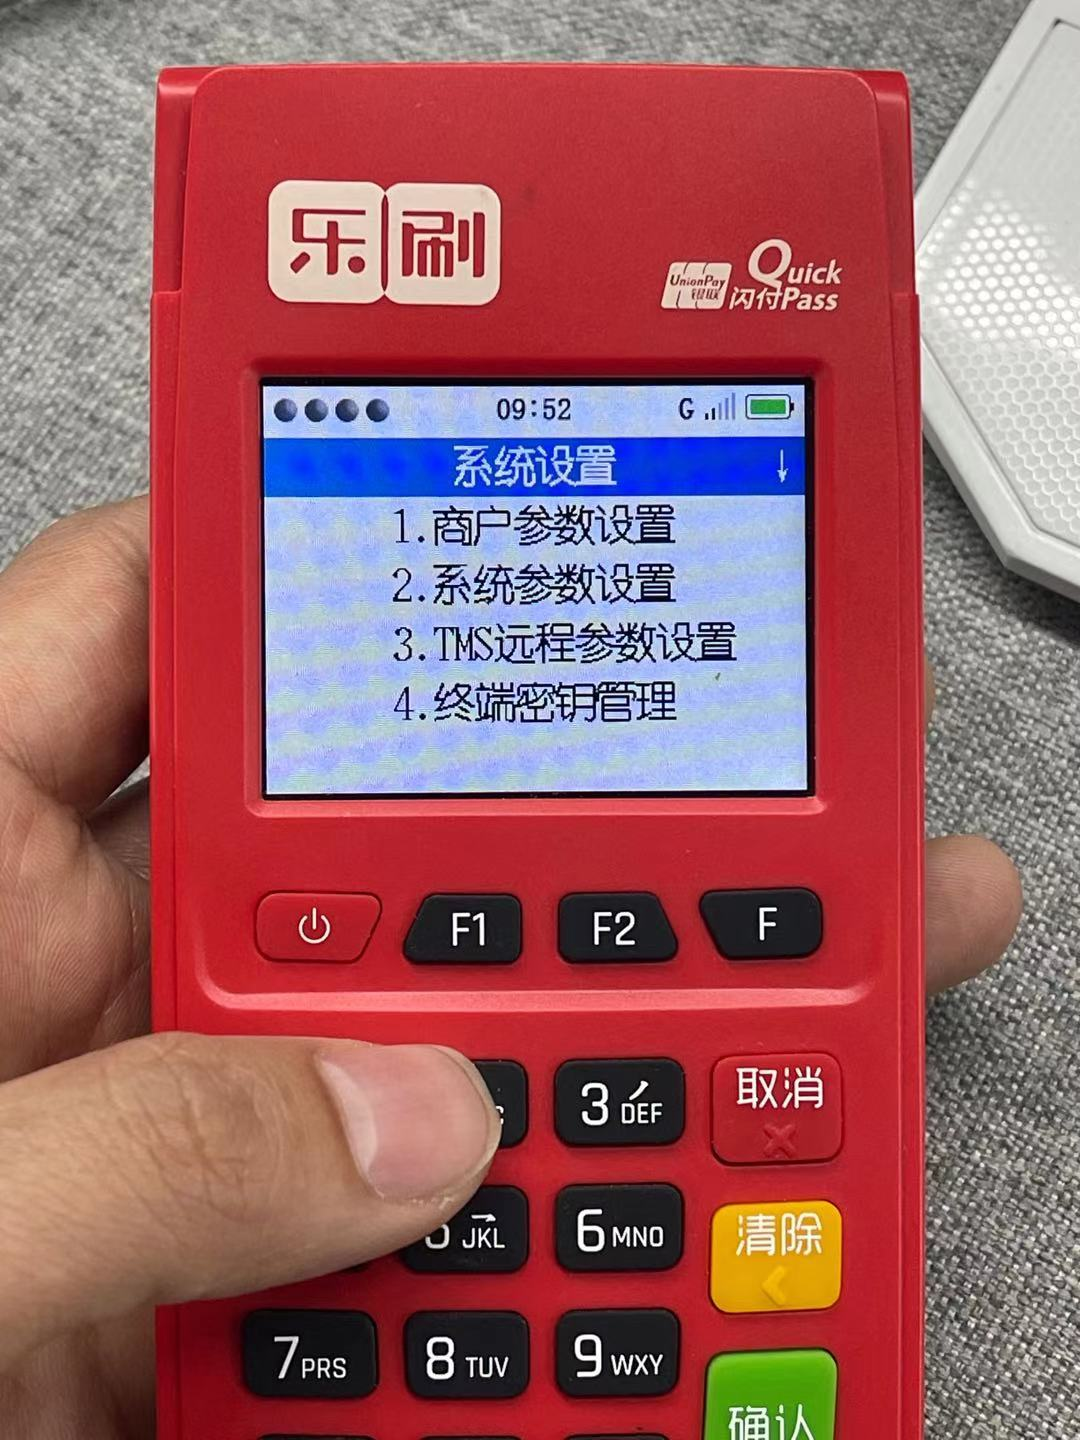 乐刷
UnionPay
银联
Quick
闪付Pass
09:52
G
系统设置
↓
1.商户参数设置
2.系统参数设置
3.TMS远程参数设置
4.终端密钥管理
F1
F2
F
3 DEF
取消
JKL
6 MNO
清除
7 PRS
8 TUV
9 WXY
确认